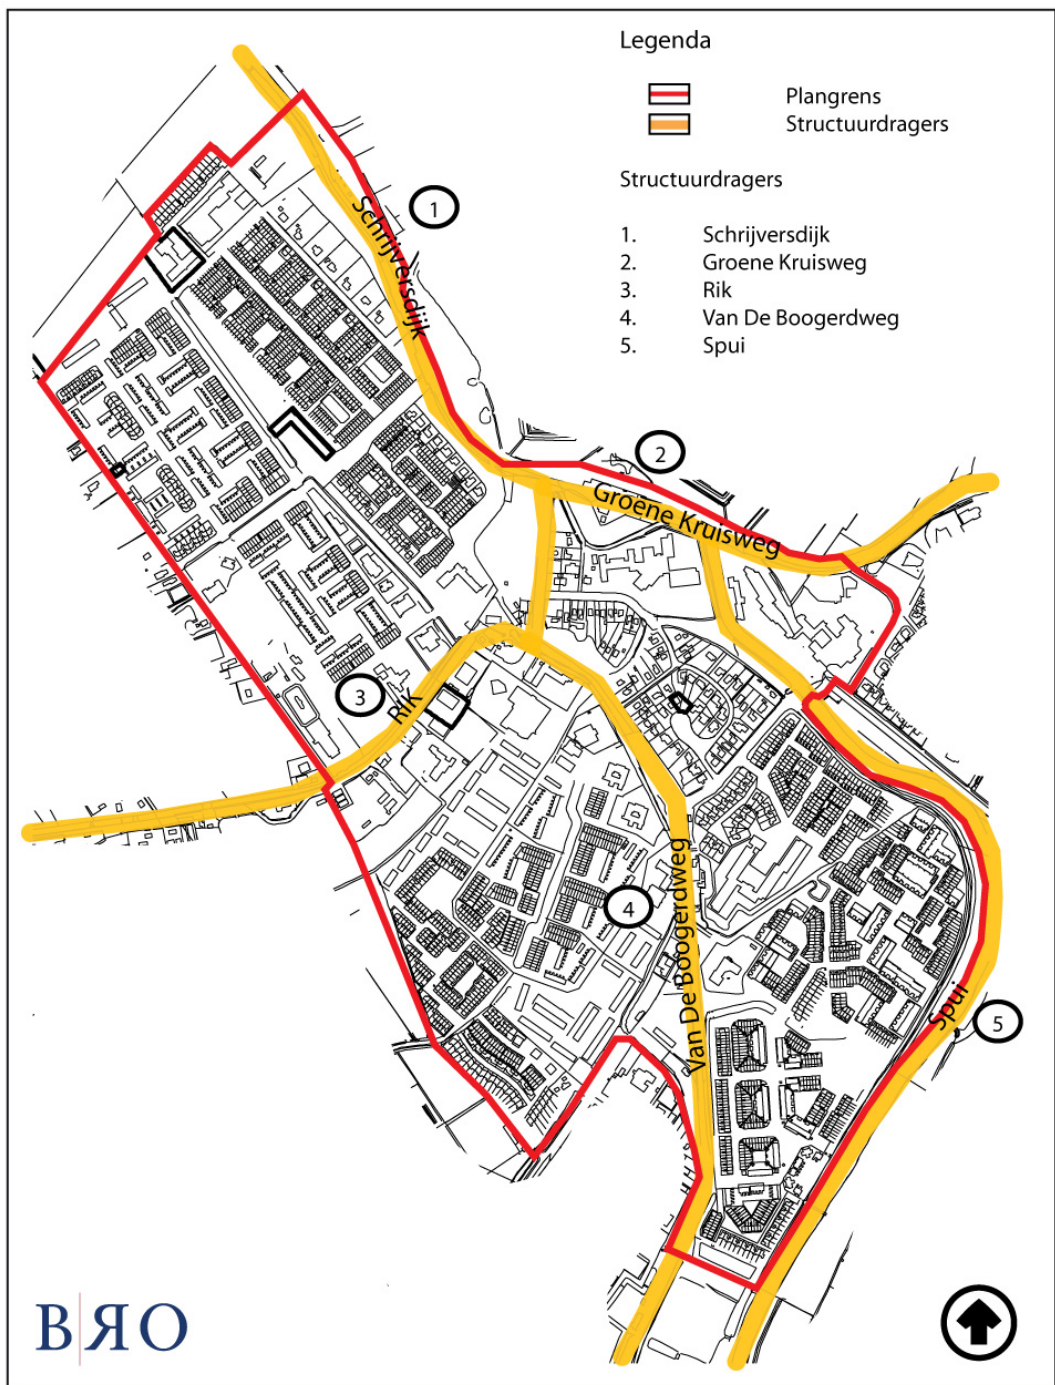 Legenda
Plangrens
Structuurdragers
Structuurdragers
1. Schrijversdijk
2. Groene Kruisweg
3. Rik
4. Van De Boogerdweg
5. Spui
1
Schrijversdijk
2
Groene Kruisweg
3
Rik
4
Van De Boogerdweg
Spui
5
BRO